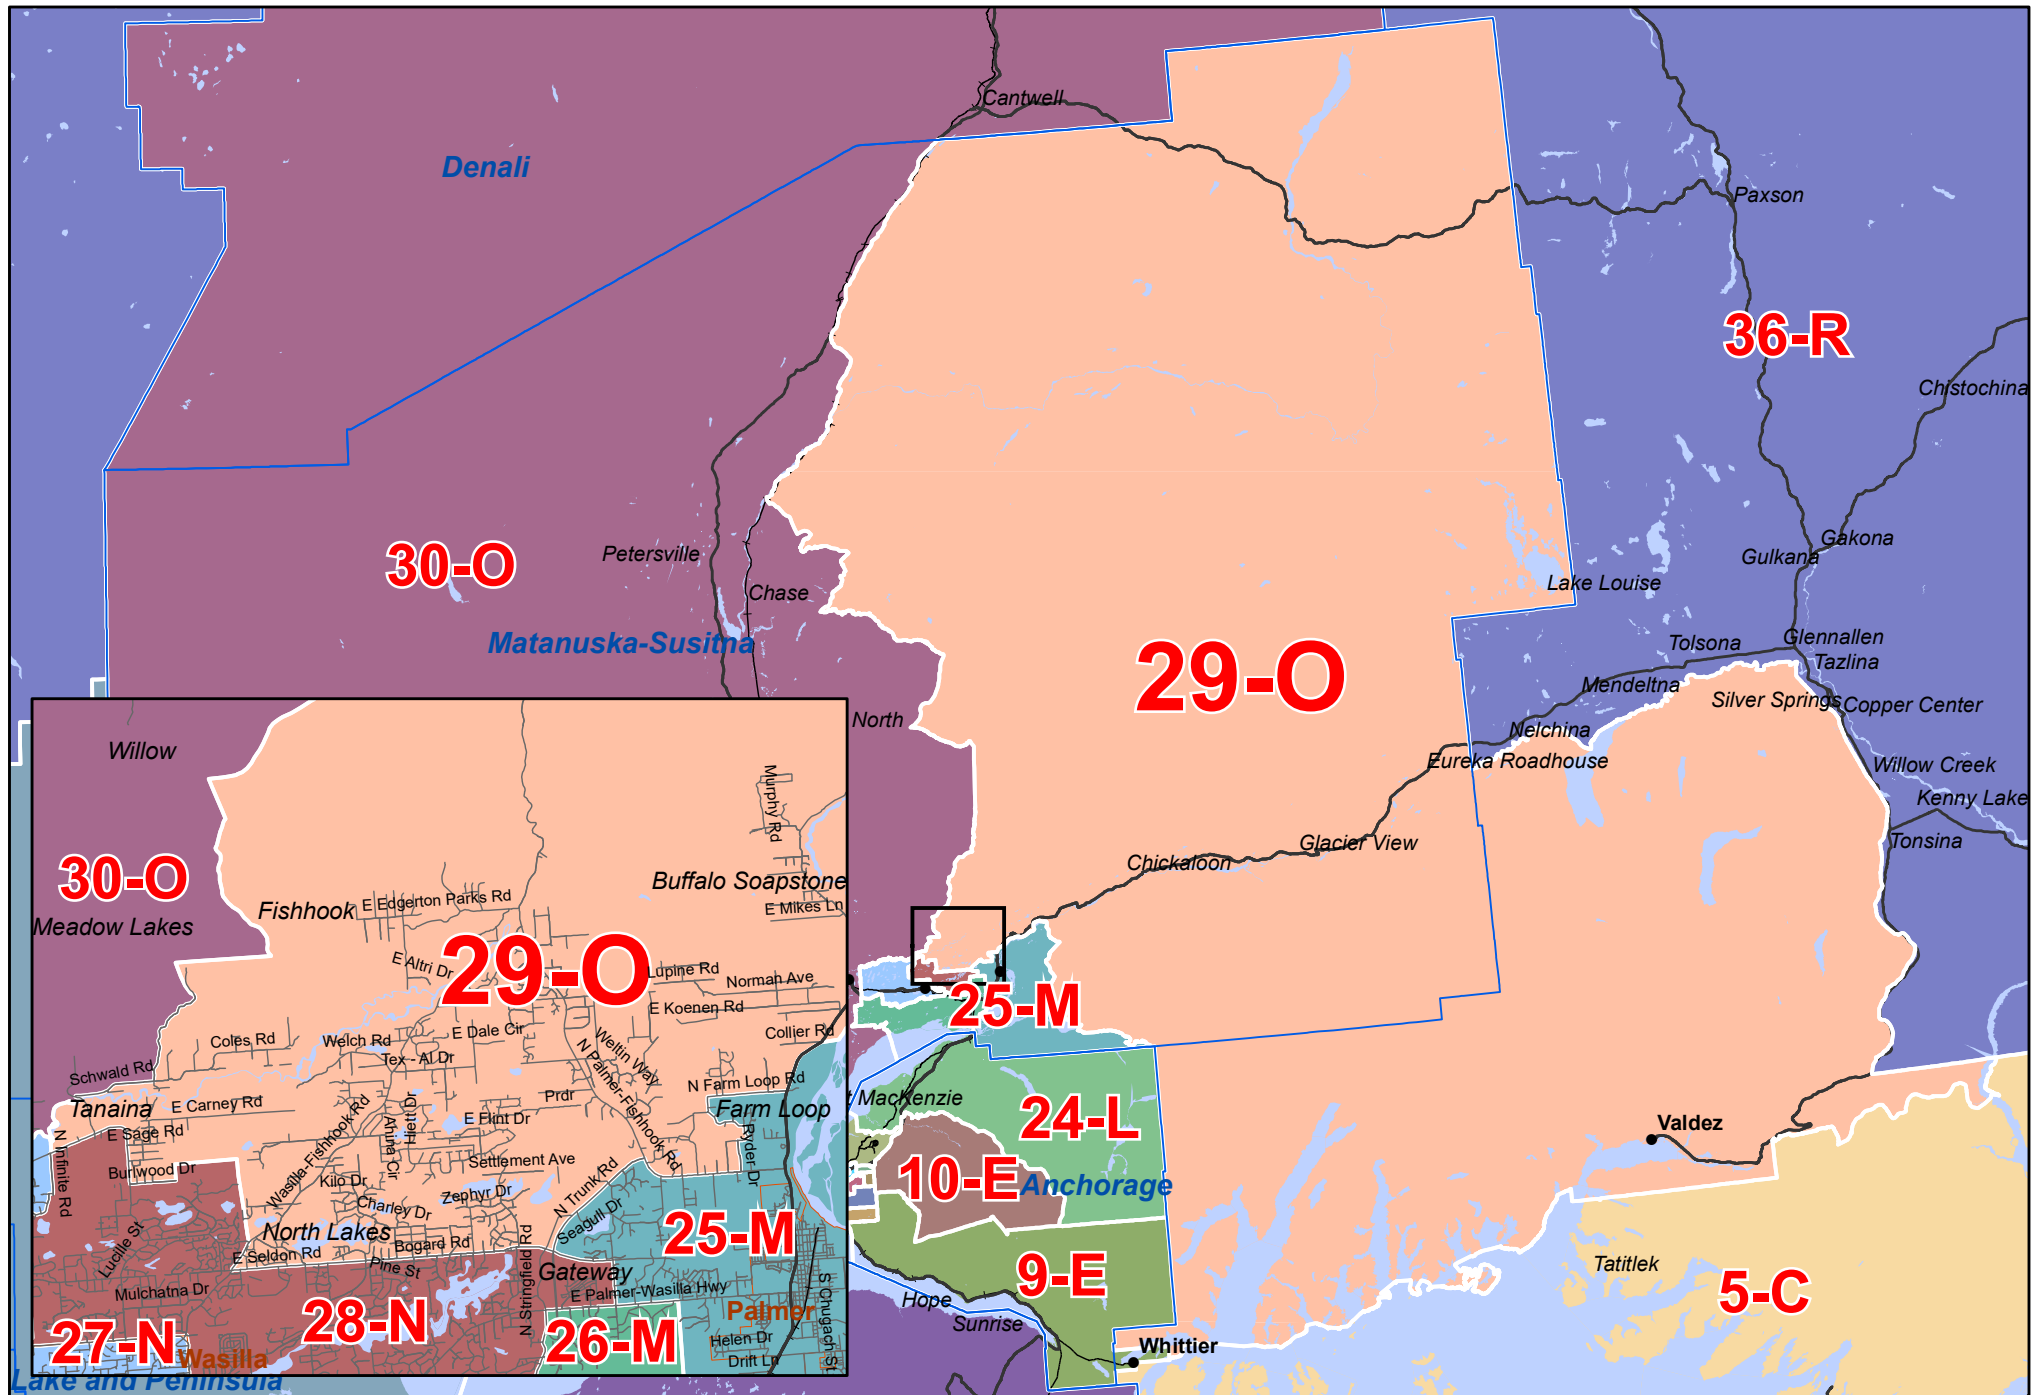 Cantwell
Denali
Paxson
36-R
Chistochina
30-O
Petersville
Chase
Gakona
Gulkana
Lake Louise
Matanuska-Susitna
29-O
Tolsona
Glennallen
Tazlina
Mendeltna
Silver Springs
Copper Center
North
Nelchina
Eureka Roadhouse
Willow Creek
Kenny Lake
Tonsina
Glacier View
Chickaloon
25-M
MacKenzie
24-L
Valdez
10-E
Anchorage
9-E
Tatitlek
5-C
Hope
Sunrise
Whittier
Lake and Peninsula
Willow
Murphy Rd
30-O
Meadow Lakes
Buffalo Soapstone
Fishhook
E Edgerton Parks Rd
E Mikes Ln
29-O
E Altri Dr
Lupine Rd
Norman Ave
E Koenen Rd
Collier Rd
E Dale Cir
Coles Rd
Welch Rd
Tex - Al Dr
Weltin Way
N Palmer-Fishhook Rd
Schwald Rd
N Farm Loop Rd
Tanaina
E Carney Rd
Prdr
Farm Loop
E Flint Dr
Hiett Dr
Ahina Cir
Wasilla-Fishhook Rd
E Sage Rd
N Infinite Rd
Burlwood Dr
Kilo Dr
Settlement Ave
Zephyr Dr
Charley Dr
N Trunk Rd
Ryder Dr
Seagull Dr
25-M
North Lakes
Bogard Rd
E Seldon Rd
Pine St
Lucille St
N Stringfield Rd
Gateway
E Palmer-Wasilla Hwy
Mulchatna Dr
S Chugach St
Palmer
28-N
27-N
Wasilla
26-M
Helen Dr
Drift Ln